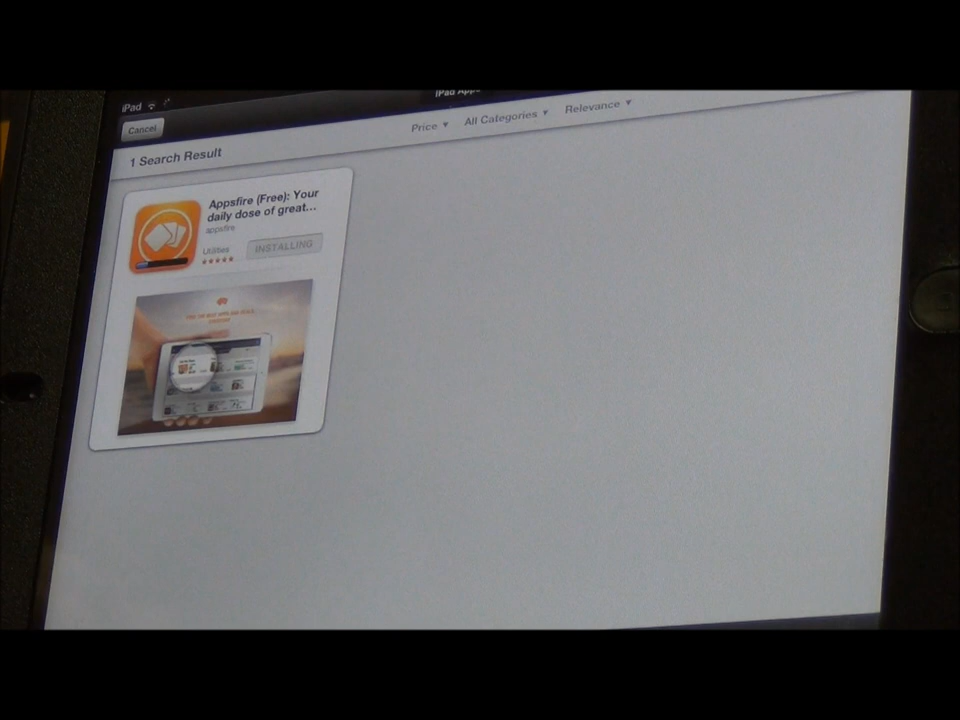 iPad
iPad Apps
Cancel
Price ▼ All Categories ▼ Relevance ▼
1 Search Result
Appsfire (Free): Your
daily dose of great...
appsfire
Utilities
INSTALLING